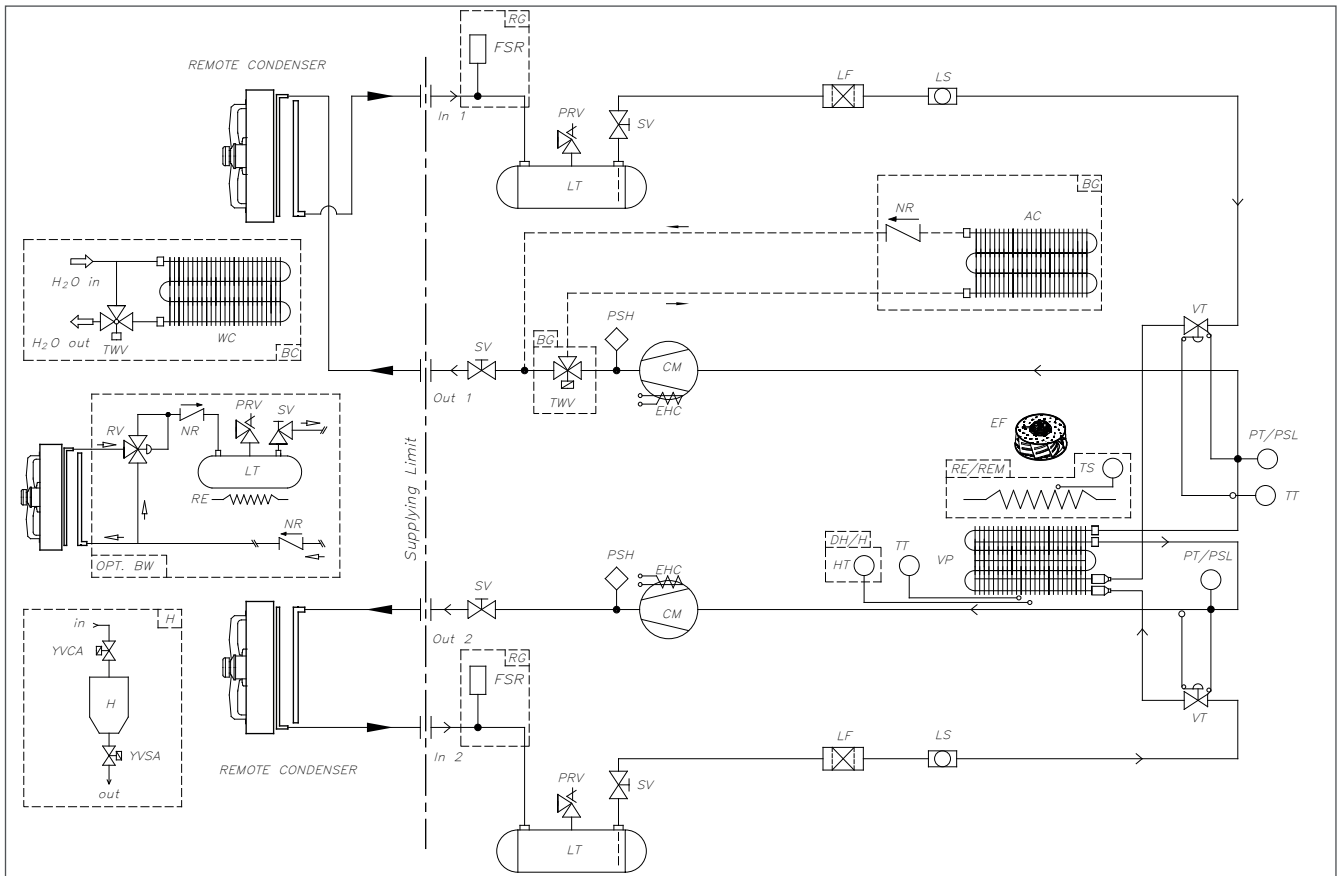 RG
FSR
REMOTE CONDENSER
In 1
PRV
SV
LT
LF
LS
BG
NR
AC
H₂O in
H₂O out
TWV
WC
BC
SV
Out 1
BG
TWV
PSH
CM
EHC
VT
EF
PT/PSL
TT
RE/REM
TS
RV
NR
PRV
SV
LT
RE
NR
OPT. BW
Supplying Limit
DH/H
HT
TT
VP
PT/PSL
SV
Out 2
PSH
EHC
CM
H
in
YVCA
H
YVSA
out
RG
FSR
In 2
REMOTE CONDENSER
PRV
SV
LT
LF
LS
VT